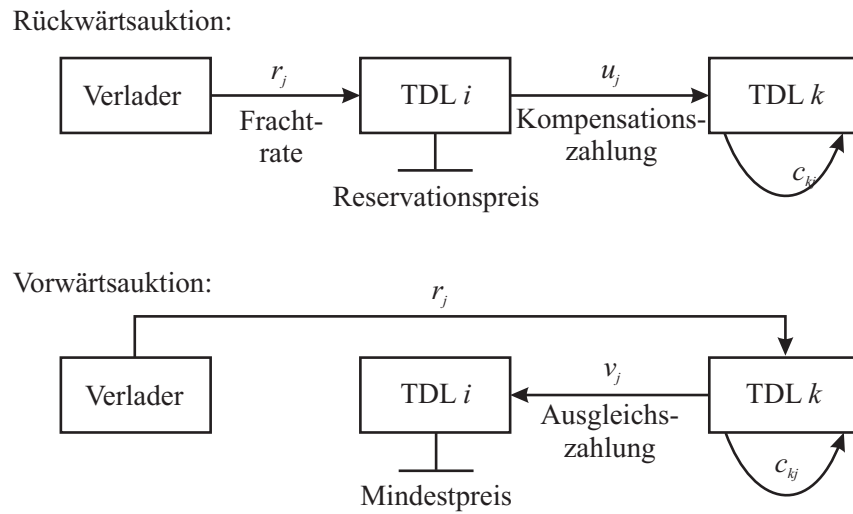 Rückwärtsauktion:
Verlader
r_j
Fracht-
rate
TDL i
Reservationspreis
u_j
Kompensations-
zahlung
TDL k
c_kj
Vorwärtsauktion:
r_j
Verlader
TDL i
Mindestpreis
v_j
Ausgleichs-
zahlung
TDL k
c_kj